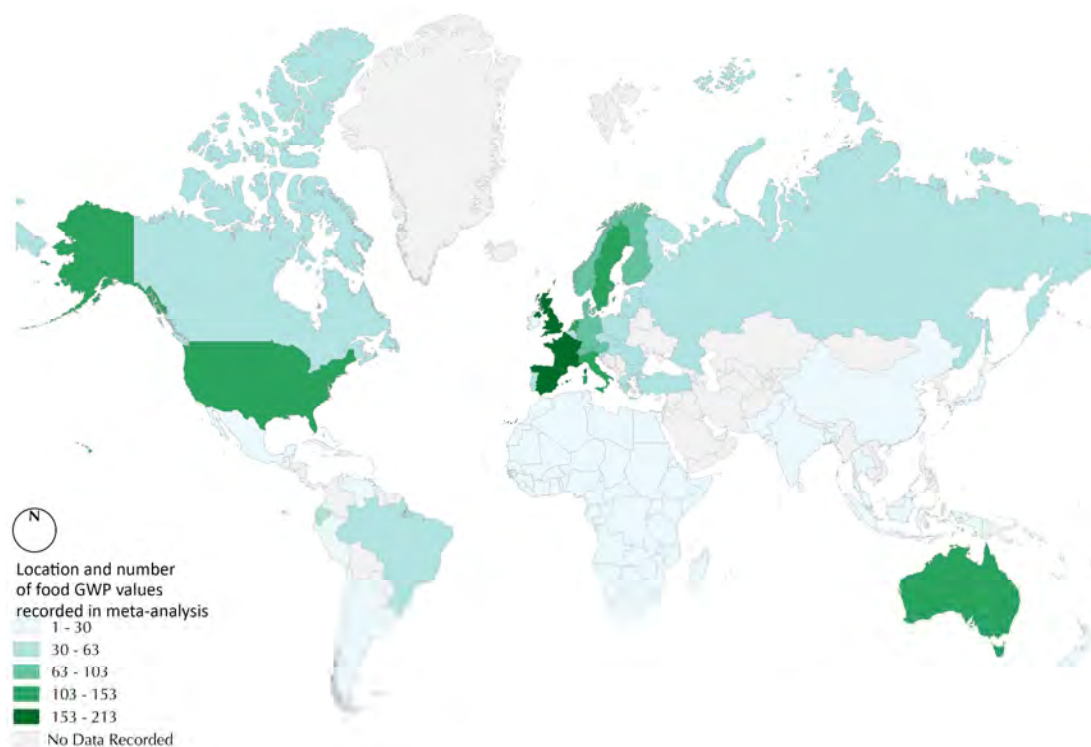 N
Location and number
of food GWP values
recorded in meta-analysis
1 - 30
30 - 63
63 - 103
103 - 153
153 - 213
No Data Recorded